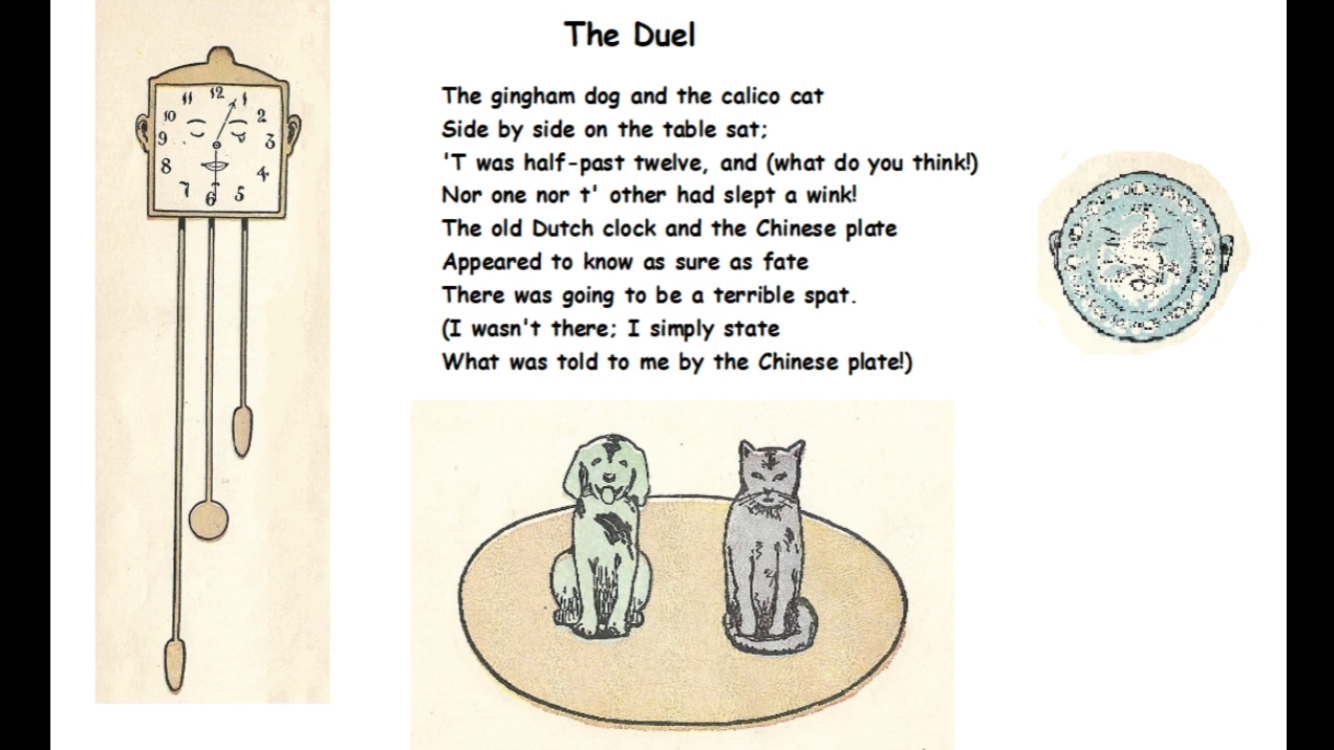 The Duel
The gingham dog and the calico cat
Side by side on the table sat;
'T was half-past twelve, and (what do you think!)
Nor one nor t' other had slept a wink!
The old Dutch clock and the Chinese plate
Appeared to know as sure as fate
There was going to be a terrible spat.
(I wasn't there; I simply state
What was told to me by the Chinese plate!)
11 12 1
10 2
9 3
8 4
7 6 5